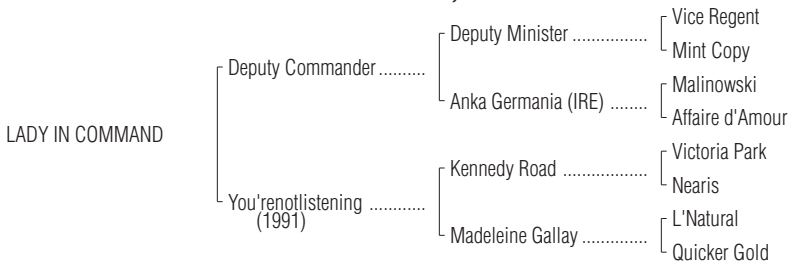 Vice Regent
Deputy Minister ................
Mint Copy
Deputy Commander..........
Malinowski
Anka Germania (IRE) ........
Affaire d'Amour
LADY IN COMMAND
Victoria Park
Kennedy Road ..................
Nearis
You'renotlistening ............
(1991)
L'Natural
Madeleine Gallay ..............
Quicker Gold